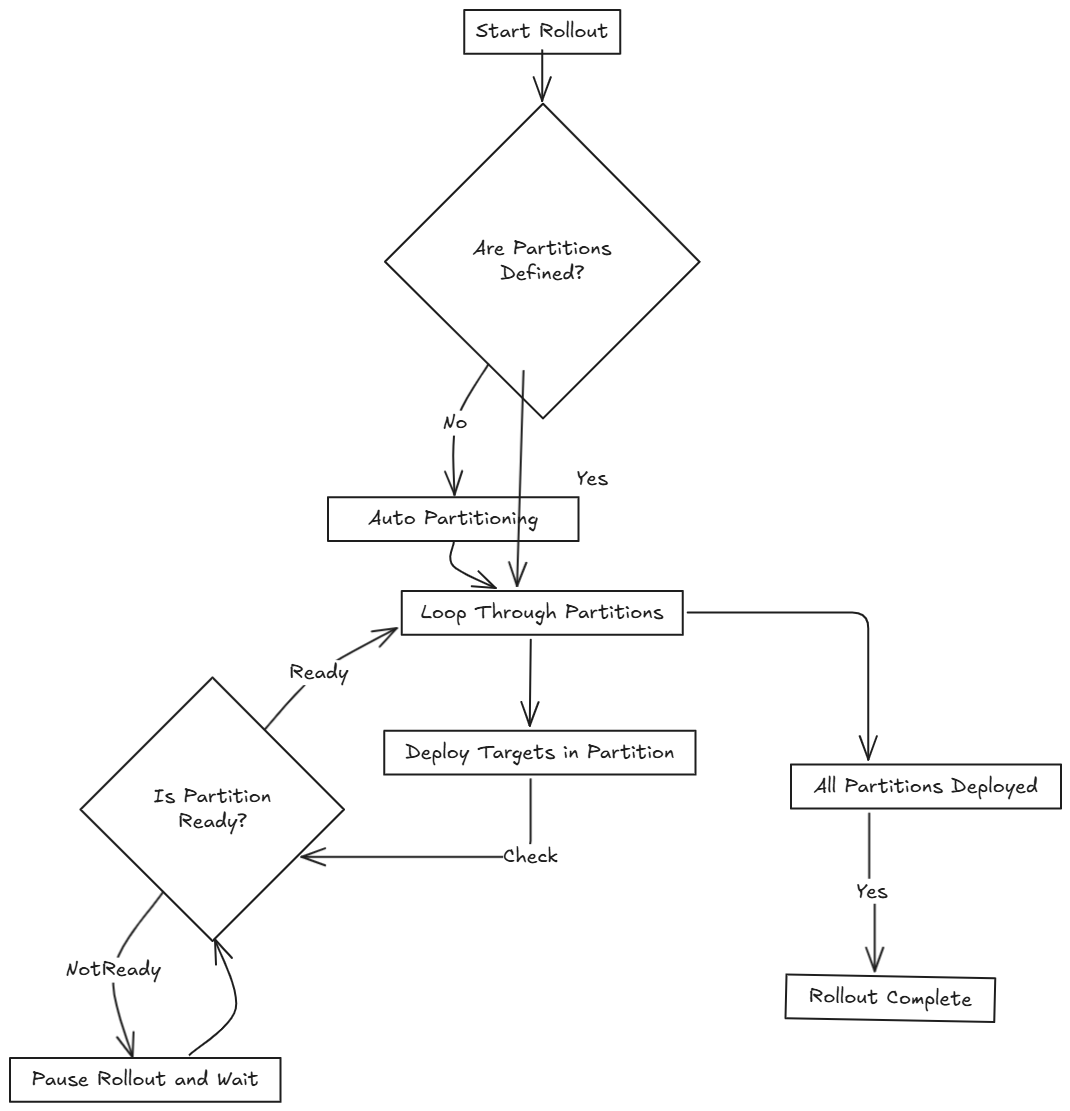 Start Rollout
Are Partitions
Defined?
No
Yes
Auto Partitioning
Loop Through Partitions
Ready
Deploy Targets in Partition
All Partitions Deployed
Is Partition
Ready?
Check
Yes
NotReady
Rollout Complete
Pause Rollout and Wait